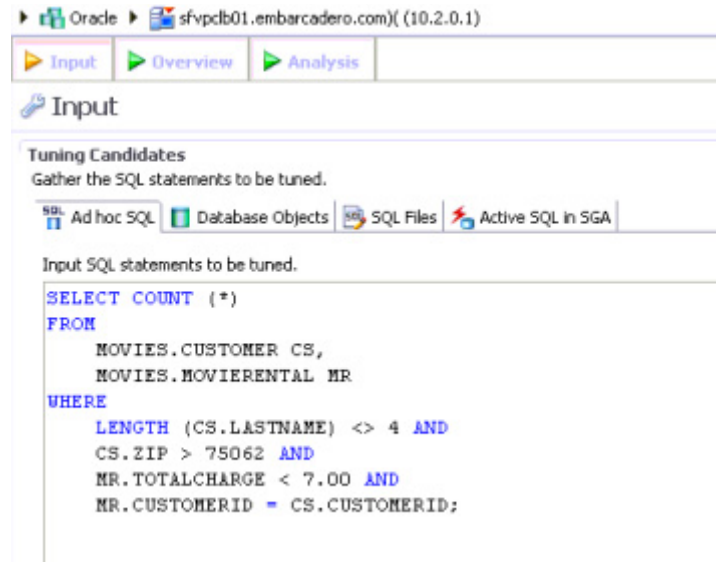 Oracle sfvpclb01.embarcadero.com)( (10.2.0.1)
Input Overview Analysis
Input
Tuning Candidates
Gather the SQL statements to be tuned.
SQL Ad hoc SQL Database Objects SQL SQL Files Active SQL in SGA
Input SQL statements to be tuned.
SELECT COUNT (*)
FROM
MOVIES.CUSTOMER CS,
MOVIES.MOVIERENTAL MR
WHERE
LENGTH (CS.LASTNAME) <> 4 AND
CS.ZIP > 75062 AND
MR.TOTALCHARGE < 7.00 AND
MR.CUSTOMERID = CS.CUSTOMERID;